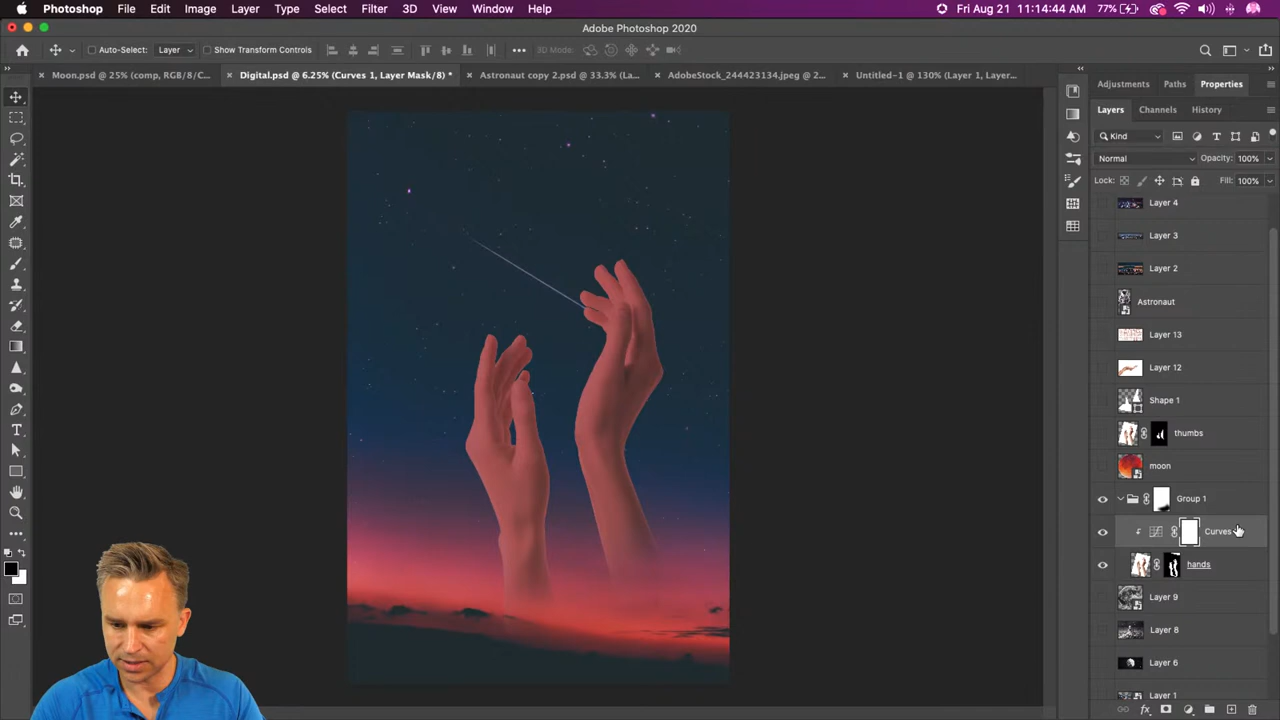 Photoshop File Edit Image Layer Type Select Filter 3D View Window Help Fri Aug 21 11:14:44 AM 77%
Adobe Photoshop 2020
Auto-Select: Layer Show Transform Controls 3D Mode:
Moon.psd @ 25% (comp, RGB/8/C... Digital.psd @ 6.25% (Curves 1, Layer Mask/8) * Astronaut copy 2.psd @ 33.3% (La... AdobeStock_244423134.jpeg @ 2... Untitled-1 @ 130% (Layer 1, Layer...
Adjustments Paths Properties
Layers Channels History
Kind
Normal Opacity: 100%
Lock: Fill: 100%
Layer 4
Layer 3
Layer 2
Astronaut
Layer 13
Layer 12
Shape 1
thumbs
moon
Group 1
Curves
hands
Layer 9
Layer 8
Layer 6
Layer 1